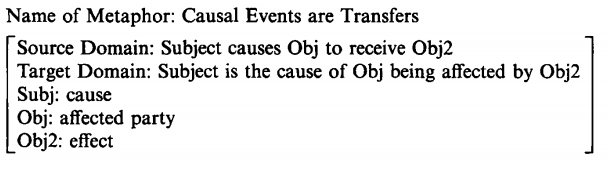 Name of Metaphor: Causal Events are Transfers
Source Domain: Subject causes Obj to receive Obj2
Target Domain: Subject is the cause of Obj being affected by Obj2
Subj: cause
Obj: affected party
Obj2: effect